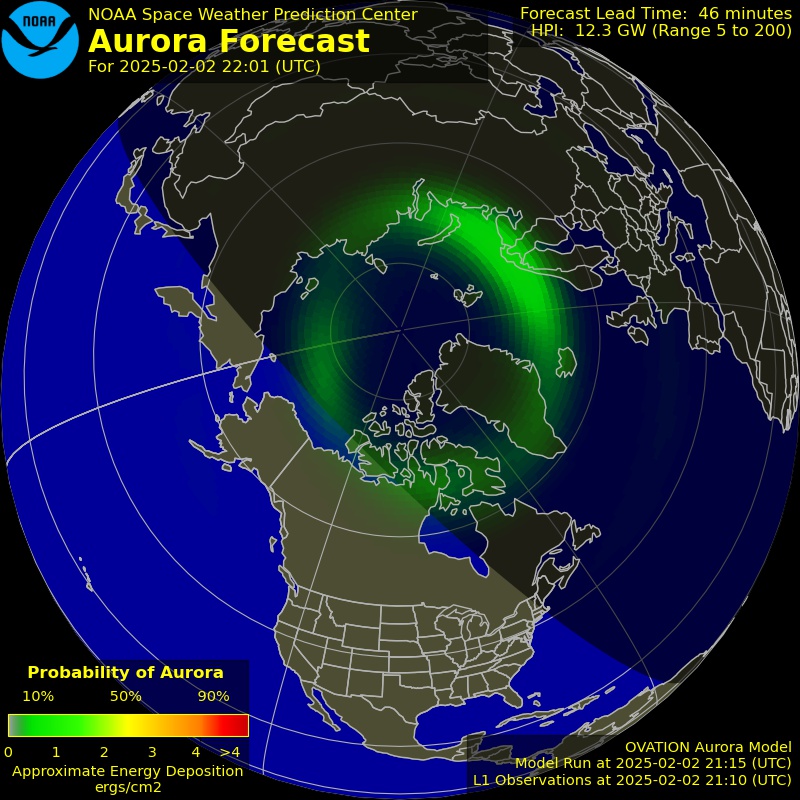 NOAA
NOAA Space Weather Prediction Center
Aurora Forecast
For 2025-02-02 22:01 (UTC)
Forecast Lead Time: 46 minutes
HPI: 12.3 GW (Range 5 to 200)
Probability of Aurora
10% 50% 90%
0 1 2 3 4 >4
Approximate Energy Deposition
ergs/cm2
OVATION Aurora Model
Model Run at 2025-02-02 21:15 (UTC)
L1 Observations at 2025-02-02 21:10 (UTC)